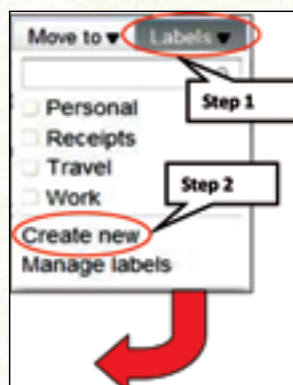 Move to ▼ Labels ▼
Step 1
Personal
Receipts
Travel
Work
Step 2
Create new
Manage labels